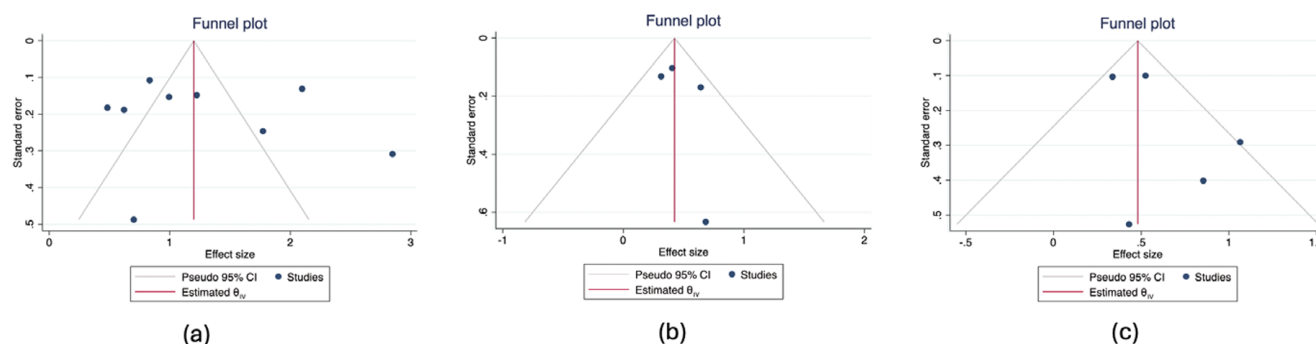 Funnel plot
Standard error
0
.1
.2
.3
.4
.5
0
1
2
3
Effect size
Pseudo 95% CI
Studies
Estimated θIV
(a)
Funnel plot
Standard error
0
.2
.4
.6
-1
0
1
2
Effect size
Pseudo 95% CI
Studies
Estimated θIV
(b)
Funnel plot
Standard error
0
.1
.2
.3
.4
.5
-.5
0
.5
1
Effect size
Pseudo 95% CI
Studies
Estimated θIV
(c)